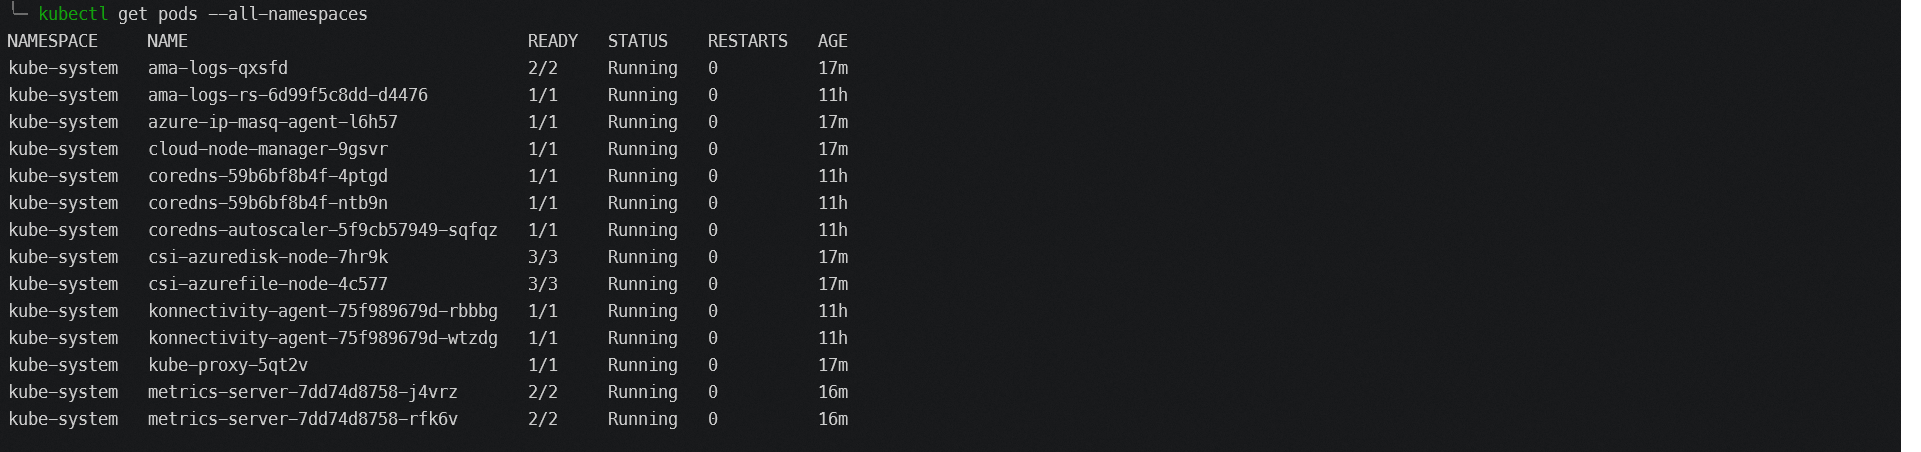 kubectl get pods --all-namespaces
NAMESPACE     NAME                                  READY   STATUS    RESTARTS   AGE
kube-system   ama-logs-qxsfd                        2/2     Running   0          17m
kube-system   ama-logs-rs-6d99f5c8dd-d4476          1/1     Running   0          11h
kube-system   azure-ip-masq-agent-l6h57             1/1     Running   0          17m
kube-system   cloud-node-manager-9gsvr              1/1     Running   0          17m
kube-system   coredns-59b6bf8b4f-4ptgd              1/1     Running   0          11h
kube-system   coredns-59b6bf8b4f-ntb9n              1/1     Running   0          11h
kube-system   coredns-autoscaler-5f9cb57949-sqfqz   1/1     Running   0          11h
kube-system   csi-azuredisk-node-7hr9k              3/3     Running   0          17m
kube-system   csi-azurefile-node-4c577              3/3     Running   0          17m
kube-system   konnectivity-agent-75f989679d-rbbbg   1/1     Running   0          11h
kube-system   konnectivity-agent-75f989679d-wtzdg   1/1     Running   0          11h
kube-system   kube-proxy-5qt2v                      1/1     Running   0          17m
kube-system   metrics-server-7dd74d8758-j4vrz       2/2     Running   0          16m
kube-system   metrics-server-7dd74d8758-rfk6v       2/2     Running   0          16m